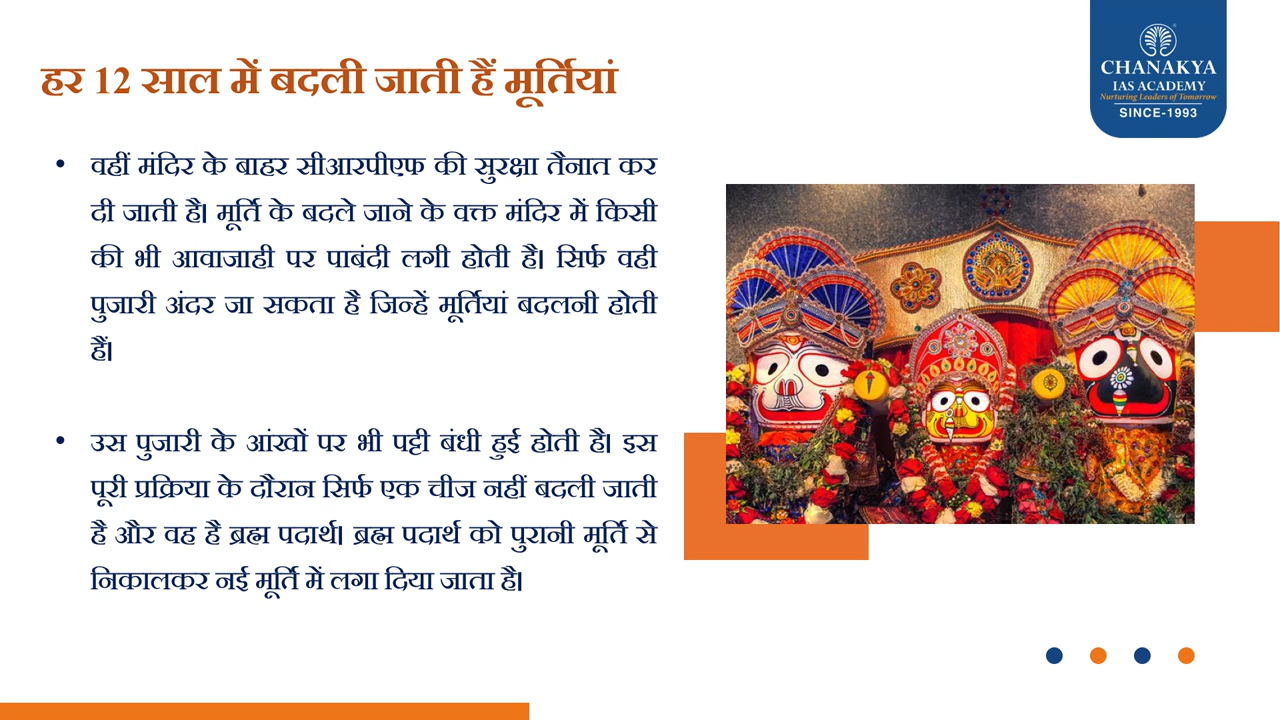 हर 12 साल में बदली जाती हैं मूर्तियां
CHANAKYA
IAS ACADEMY
Nurturing Leaders of Tomorrow
SINCE-1993
• वहीं मंदिर के बाहर सीआरपीएफ की सुरक्षा तैनात कर
दी जाती है। मूर्ति के बदले जाने के वक्त मंदिर में किसी
की भी आवाजाही पर पाबंदी लगी होती है। सिर्फ वही
पुजारी अंदर जा सकता है जिन्हें मूर्तियां बदलनी होती
हैं।
• उस पुजारी के आंखों पर भी पट्टी बंधी हुई होती है। इस
पूरी प्रक्रिया के दौरान सिर्फ एक चीज नहीं बदली जाती
है और वह है ब्रह्म पदार्थ। ब्रह्म पदार्थ को पुरानी मूर्ति से
निकालकर नई मूर्ति में लगा दिया जाता है।